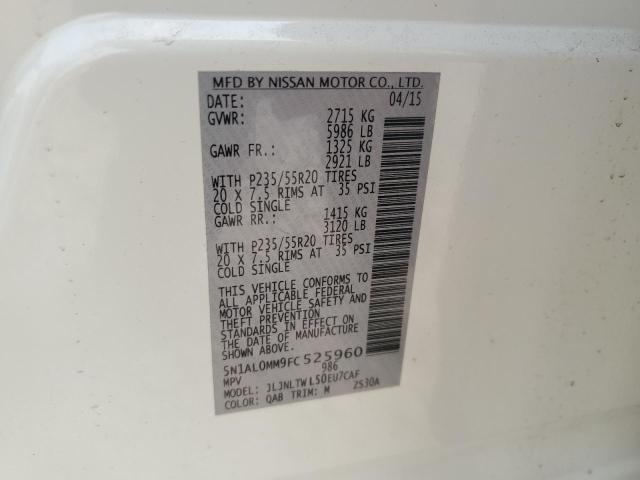 MFD BY NISSAN MOTOR CO., LTD.
DATE: 04/15
GVWR: 2715 KG
5986 LB
GAWR FR.: 1325 KG
2921 LB
WITH P235/55R20 TIRES
20 X 7.5 RIMS AT 35 PSI
COLD SINGLE
GAWR RR.: 1415 KG
3120 LB
WITH P235/55R20 TIRES
20 X 7.5 RIMS AT 35 PSI
COLD SINGLE
THIS VEHICLE CONFORMS TO
ALL APPLICABLE FEDERAL
MOTOR VEHICLE SAFETY AND
THEFT PREVENTION
STANDARDS IN EFFECT ON
THE DATE OF MANUFACTURE
SHOWN ABOVE.
5N1AL0MM9FC525960
MPV 986
MODEL: JLJNLTWLS0EU7CAF
COLOR: QAB TRIM: M 2S30A